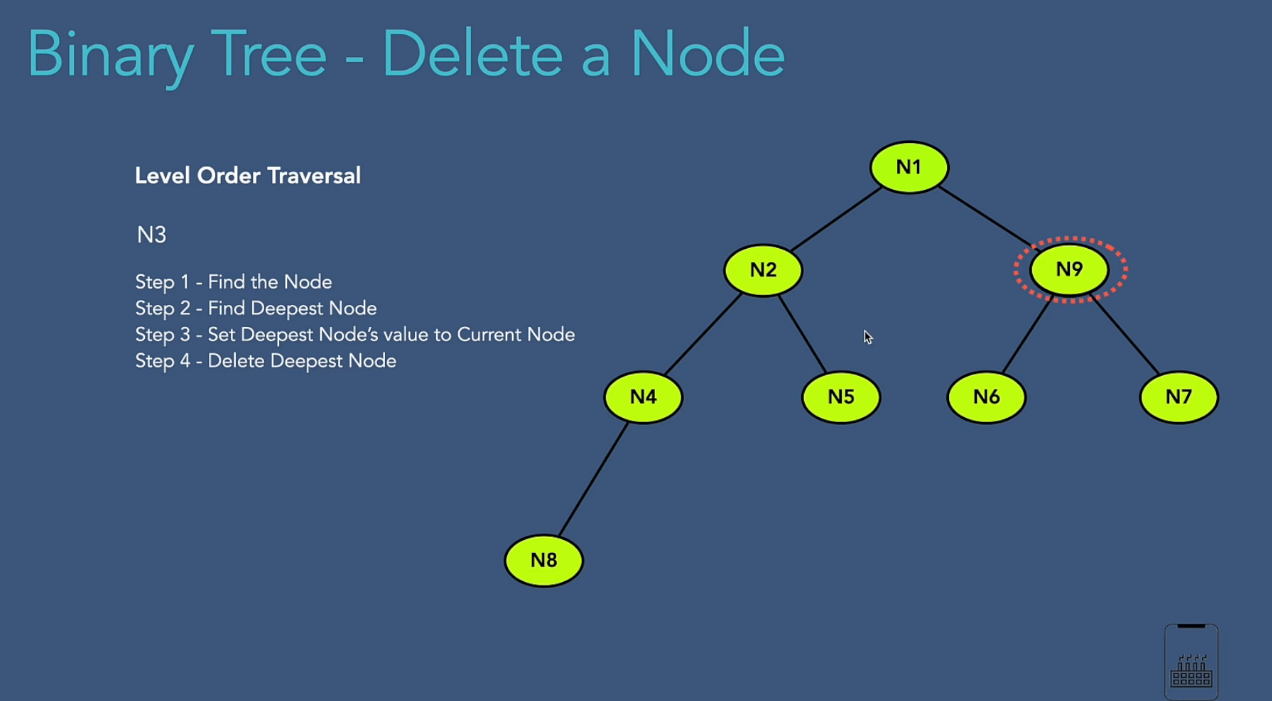 Binary Tree - Delete a Node
Level Order Traversal
N3
Step 1 - Find the Node
Step 2 - Find Deepest Node
Step 3 - Set Deepest Node’s value to Current Node
Step 4 - Delete Deepest Node
N1
N2
N9
N4
N5
N6
N7
N8